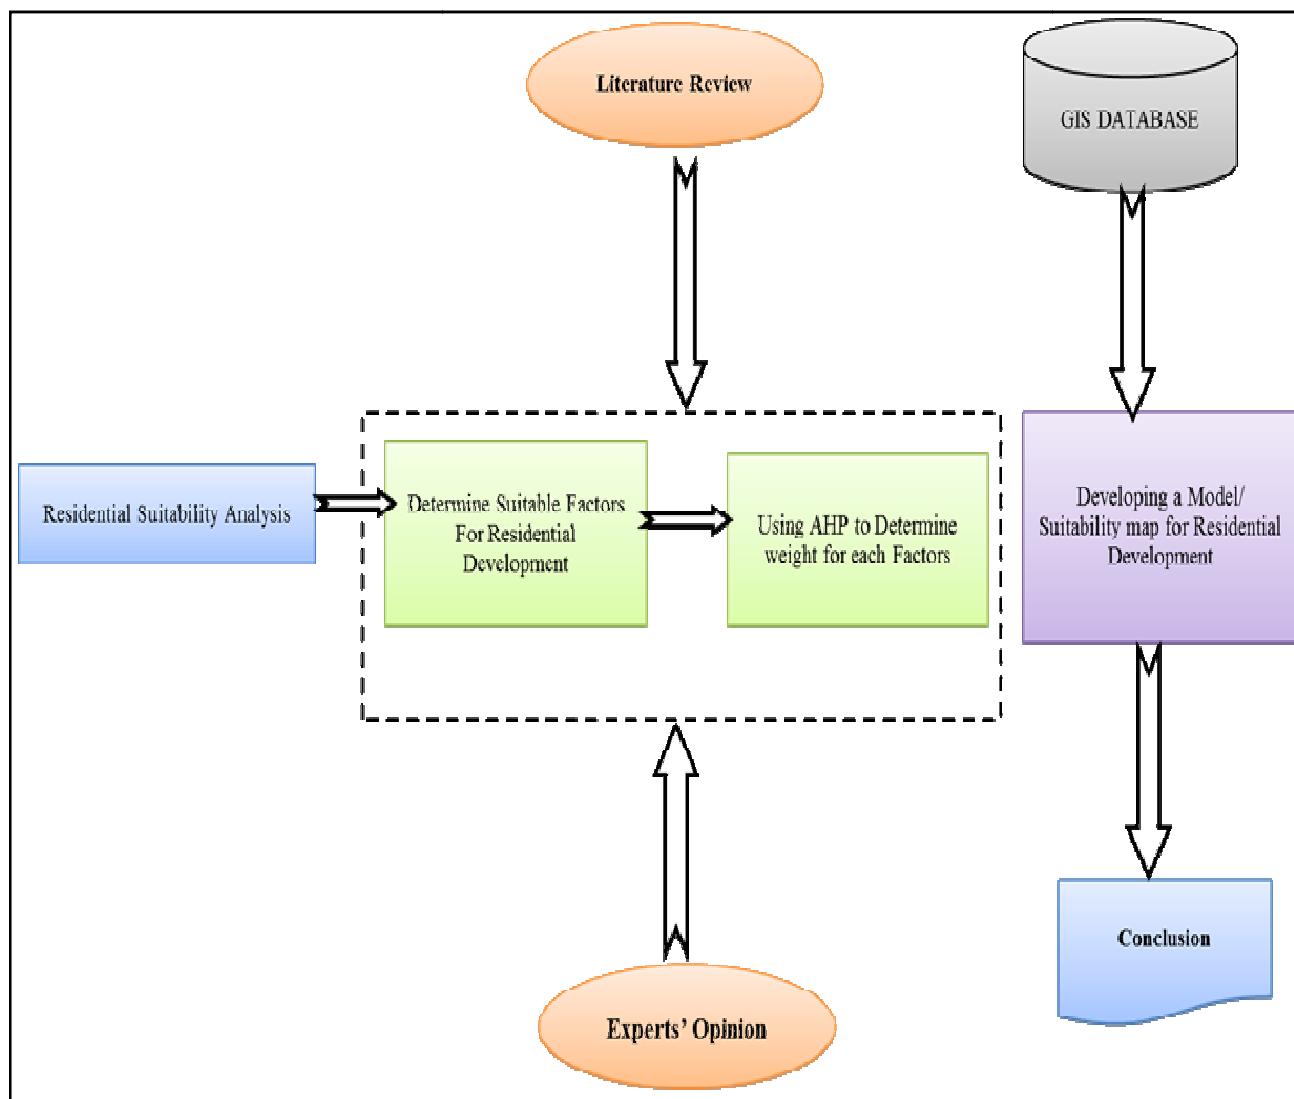 Literature Review
GIS DATABASE
Residential Suitability Analysis
Determine Suitable Factors
For Residential
Development
Using AHP to Determine
weight for each Factors
Developing a Model/
Suitability map for Residential
Development
Conclusion
Experts’ Opinion